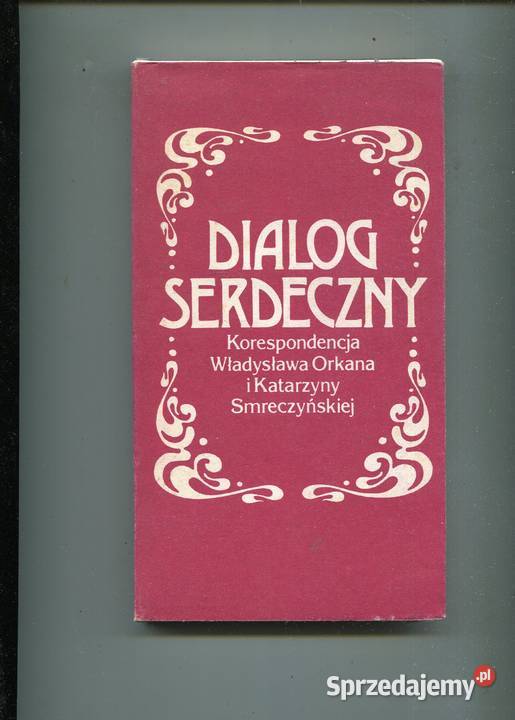 DIALOG
SERDECZNY
Korespondencja
Władysława Orkana
i Katarzyny
Smreczyńskiej
Sprzedajemy.pl